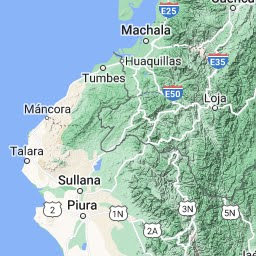 Cuenca
E25
Machala
Huaquillas
E35
Tumbes
E50
Loja
Máncora
Talara
Sullana
2
Piura
1N
3N
5N
2A